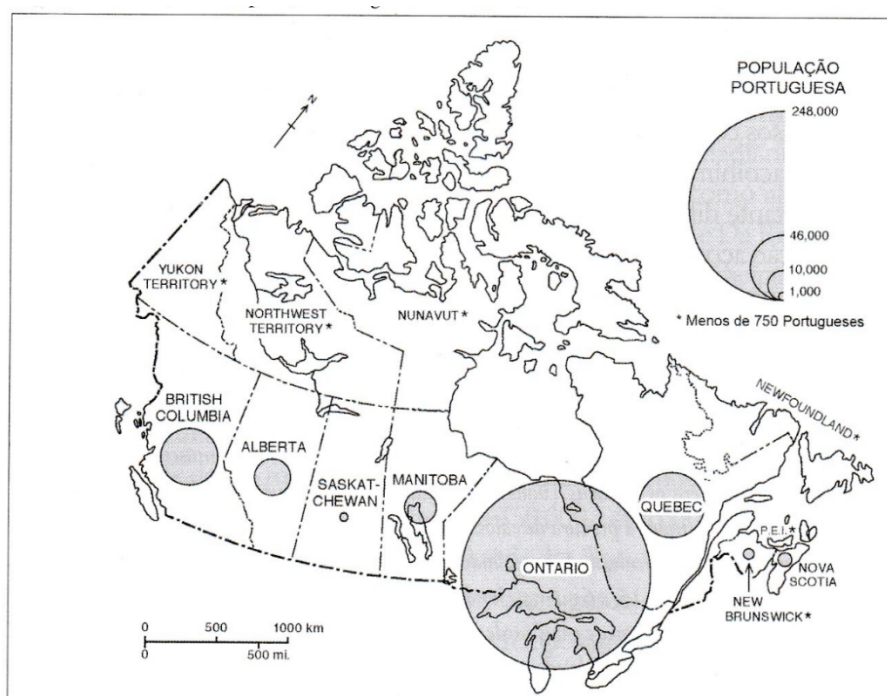 N
POPULAÇÃO
PORTUGUESA
248,000
46,000
10,000
1,000
* Menos de 750 Portugueses
YUKON
TERRITORY *
NORTHWEST
TERRITORY *
NUNAVUT *
NEWFOUNDLAND *
BRITISH
COLUMBIA
ALBERTA
SASKAT-
CHEWAN
MANITOBA
ONTARIO
QUEBEC
P.E.I. *
NOVA
SCOTIA
NEW
BRUNSWICK *
0 500 1000 km
0 500 mi.